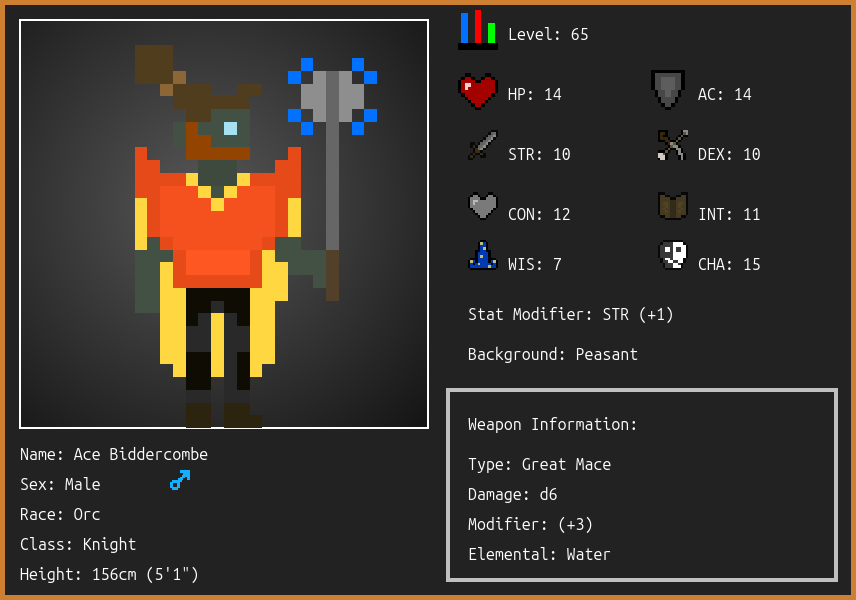 Level: 65
HP: 14
AC: 14
STR: 10
DEX: 10
CON: 12
INT: 11
WIS: 7
CHA: 15
Stat Modifier: STR (+1)
Background: Peasant
Weapon Information:
Type: Great Mace
Damage: d6
Modifier: (+3)
Elemental: Water
Name: Ace Biddercombe
Sex: Male
Race: Orc
Class: Knight
Height: 156cm (5'1")